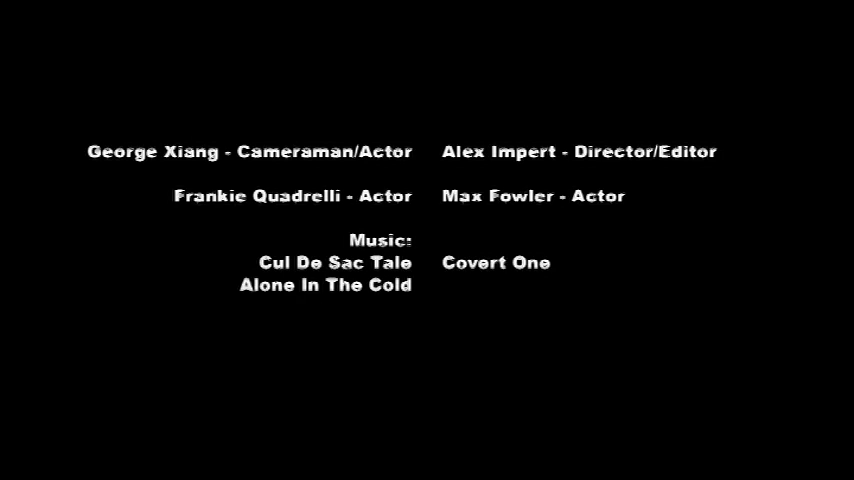 George Xiang - Cameraman/Actor Alex Impert - Director/Editor
Frankie Quadrelli - Actor Max Fowler - Actor
Music:
Cul De Sac Tale Covert One
Alone In The Cold